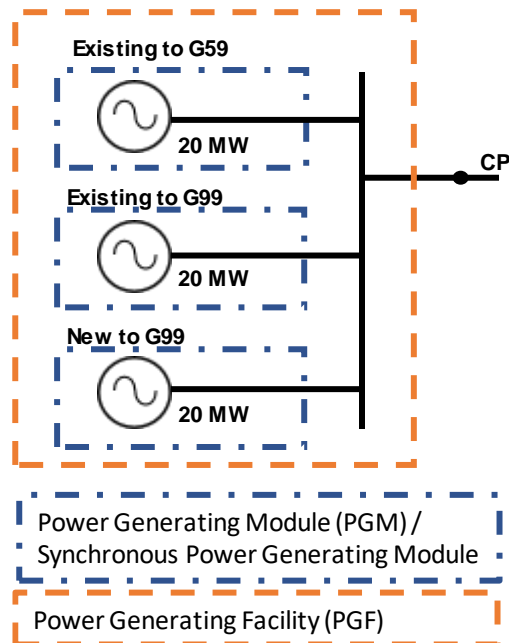 Existing to G59
20 MW
CP
Existing to G99
20 MW
New to G99
20 MW
Power Generating Module (PGM) /
Synchronous Power Generating Module
Power Generating Facility (PGF)